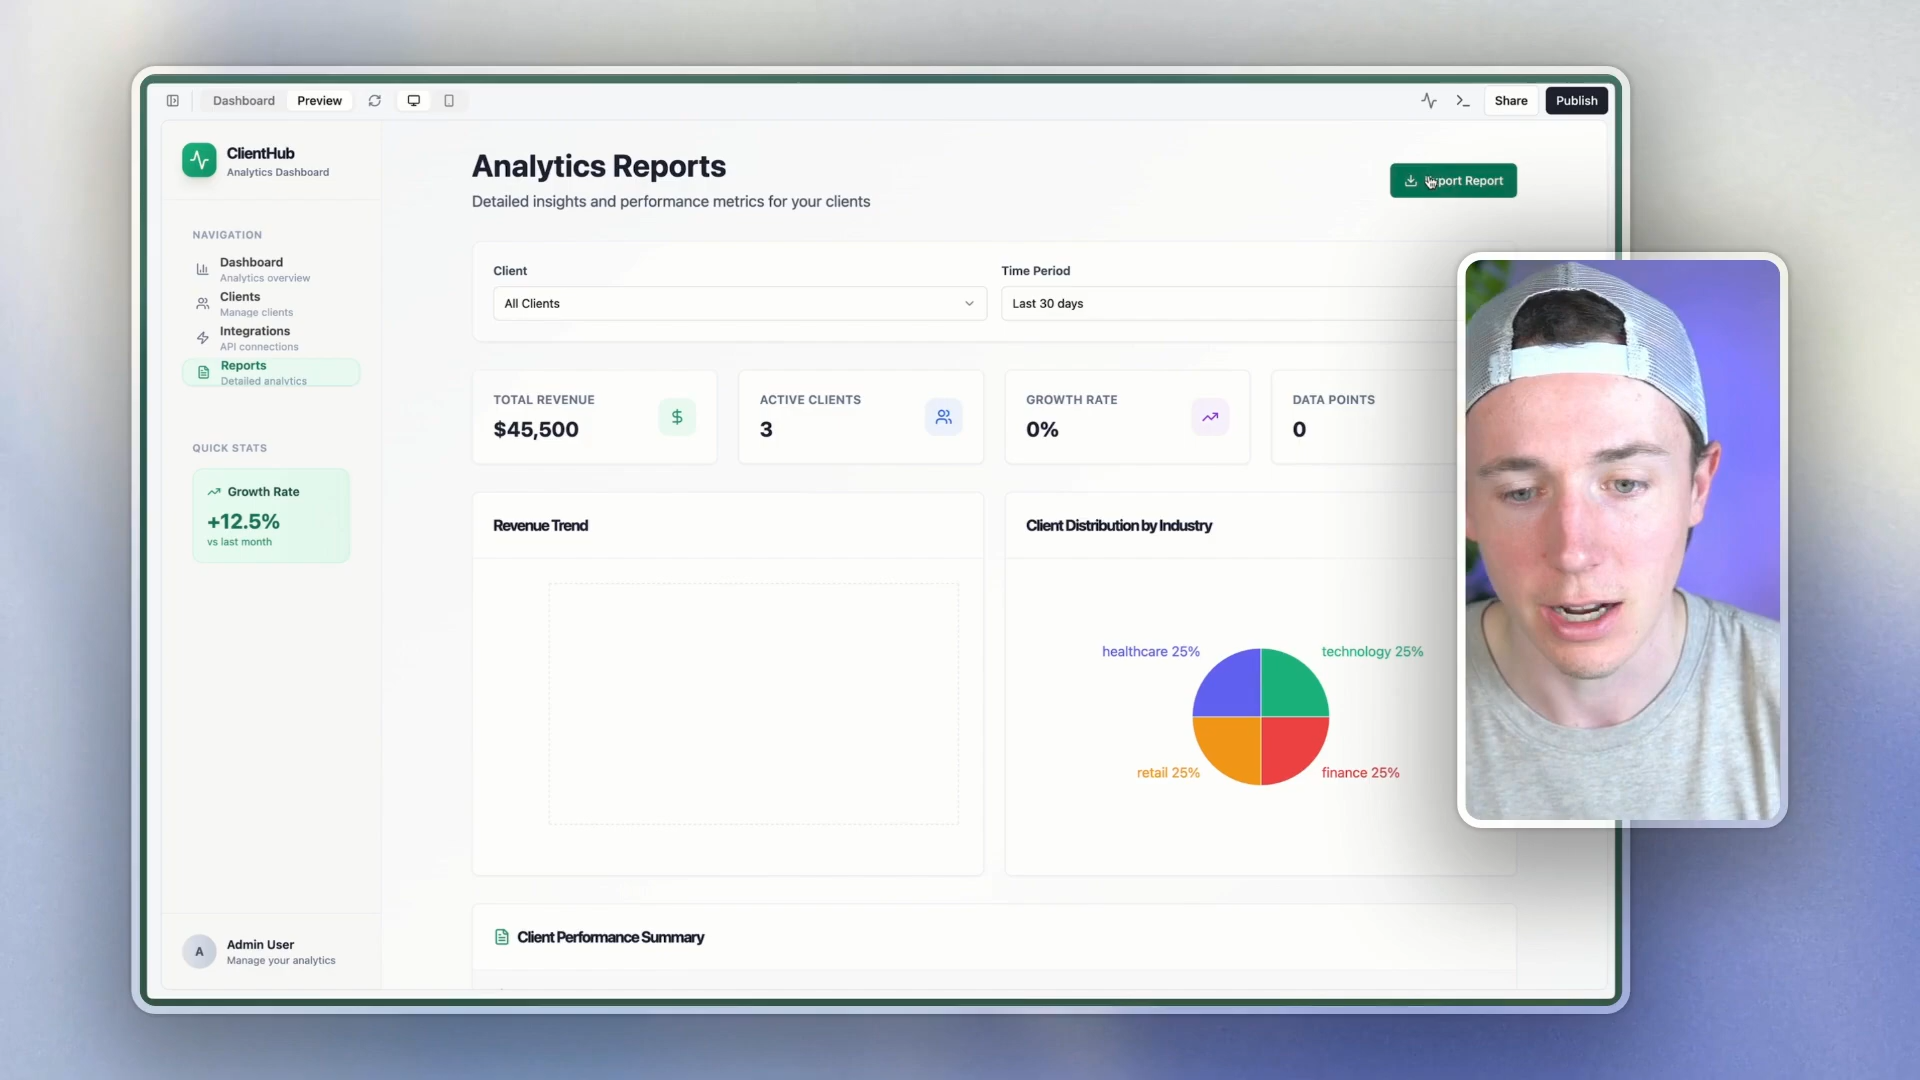 Dashboard
Preview
Share
Publish
ClientHub
Analytics Dashboard
NAVIGATION
Dashboard
Analytics overview
Clients
Manage clients
Integrations
API connections
Reports
Detailed analytics
QUICK STATS
Growth Rate
+12.5%
vs last month
A
Admin User
Manage your analytics
Analytics Reports
Detailed insights and performance metrics for your clients
Report
Client
All Clients
Time Period
Last 30 days
TOTAL REVENUE
$45,500
$
ACTIVE CLIENTS
3
GROWTH RATE
0%
DATA POINTS
0
Revenue Trend
Client Distribution by Industry
healthcare 25%
technology 25%
retail 25%
finance 25%
Client Performance Summary